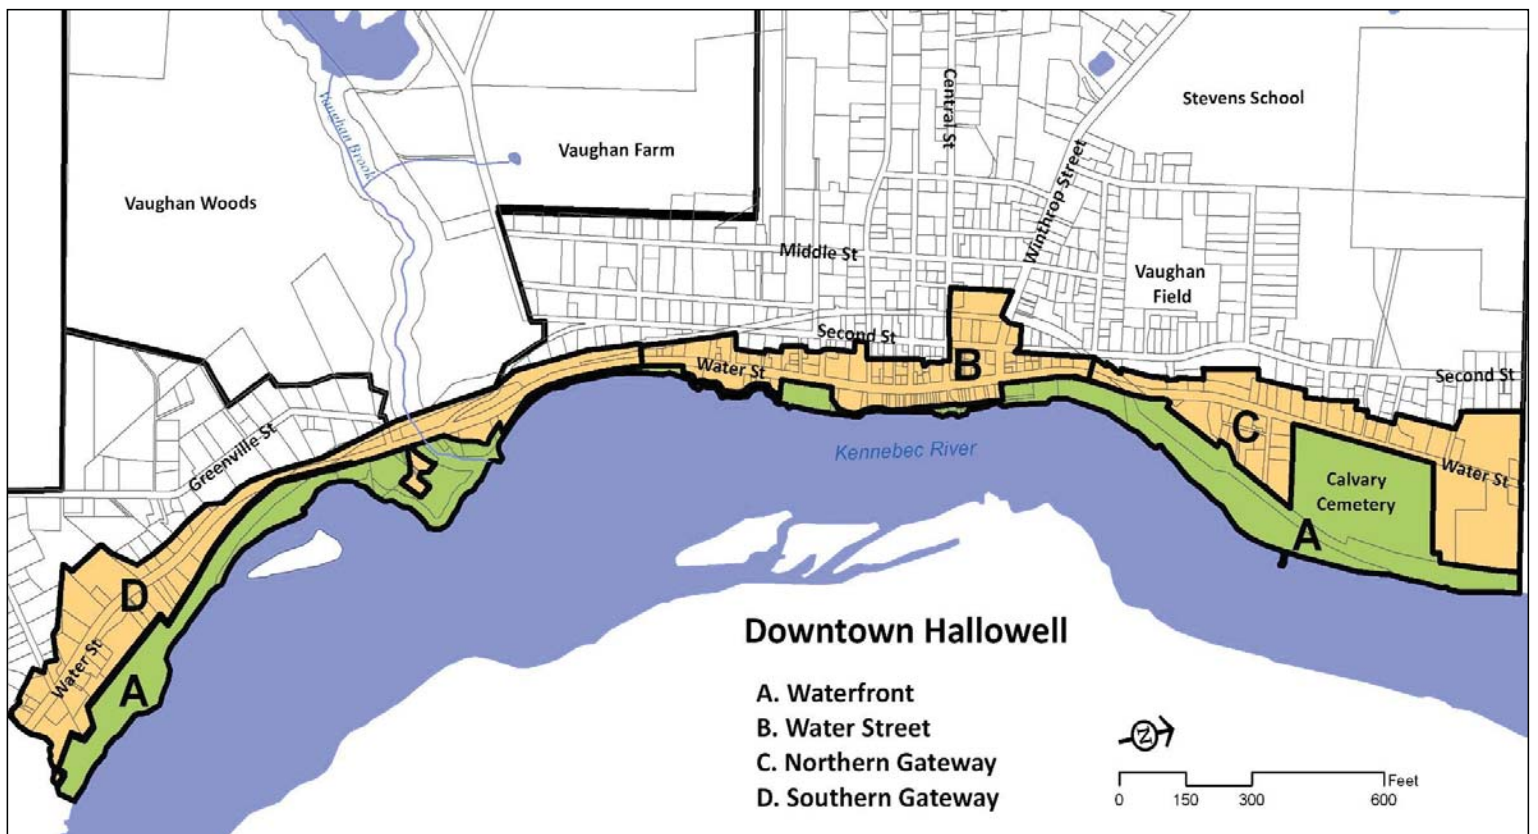 Central St
Stevens School
Vaughan Brook
Vaughan Farm
Vaughan Woods
Winthrop Street
Middle St
Vaughan
Field
Second St
Water St
B
Second St
C
Greenville St
Kennebec River
Water St
Calvary
Cemetery
A
D
Water St
A
Downtown Hallowell
A. Waterfront
B. Water Street
C. Northern Gateway
D. Southern Gateway
N
Feet
0 150 300 600